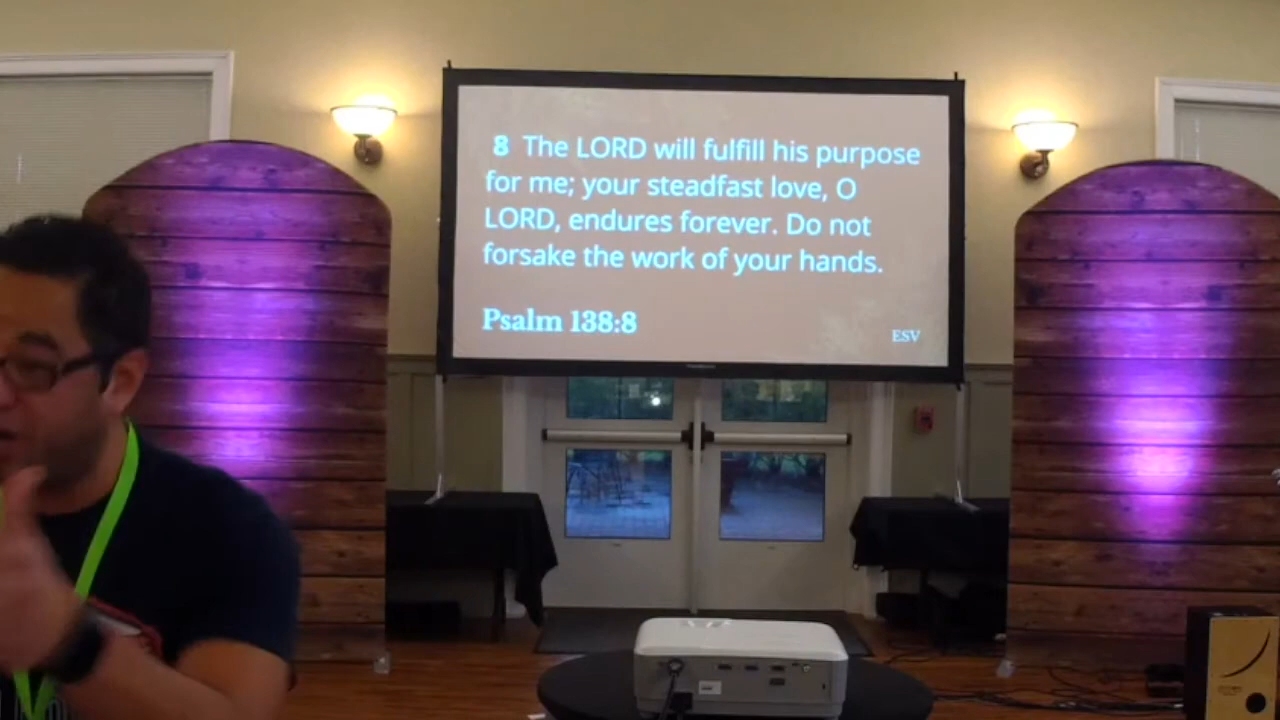 8 The LORD will fulfill his purpose
for me; your steadfast love, O
LORD, endures forever. Do not
forsake the work of your hands.
Psalm 138:8
ESV